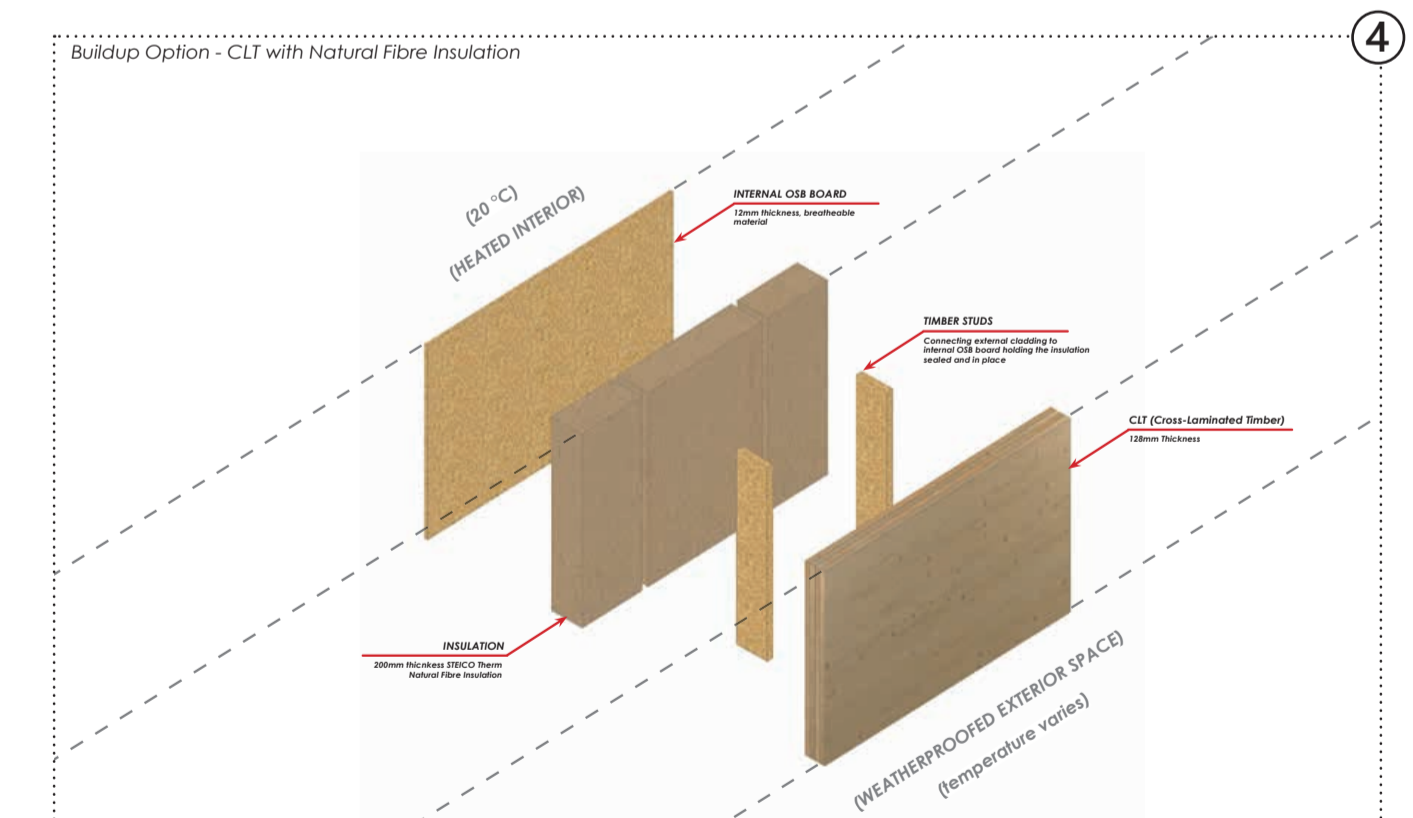 Buildup Option - CLT with Natural Fibre Insulation
4
(20 °C)
(HEATED INTERIOR)
INTERNAL OSB BOARD
12mm thickness, breatheable
material
TIMBER STUDS
Connecting external cladding to
internal OSB board holding the insulation
sealed and in place
CLT (Cross-Laminated Timber)
128mm Thickness
INSULATION
200mm thicnkess STEICO Therm
Natural Fibre Insulation
(WEATHERPROOFED EXTERIOR SPACE)
(temperature varies)